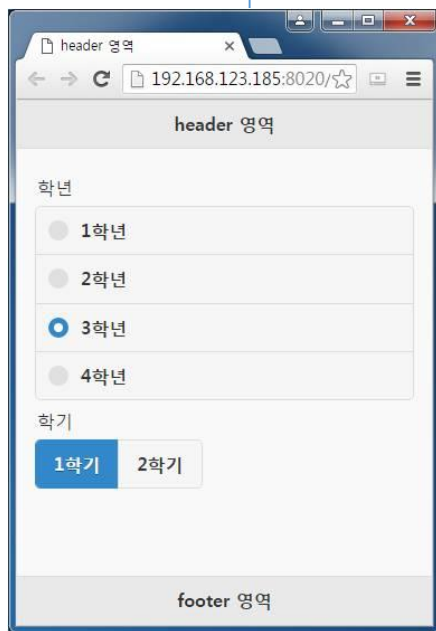 header 영역
192.168.123.185:8020/
header 영역
학년
1학년
2학년
3학년
4학년
학기
1학기 2학기
footer 영역